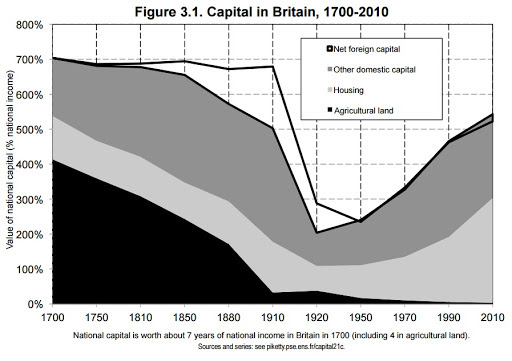 Figure 3.1. Capital in Britain, 1700-2010
800%
700%
600%
500%
400%
300%
200%
100%
0%
Value of national capital (% national income)
Net foreign capital
Other domestic capital
Housing
Agricultural land
1700 1750 1810 1850 1880 1910 1920 1950 1970 1990 2010
National capital is worth about 7 years of national income in Britain in 1700 (including 4 in agricultural land).
Sources and series: see piketty.pse.ens.fr/capital21c.